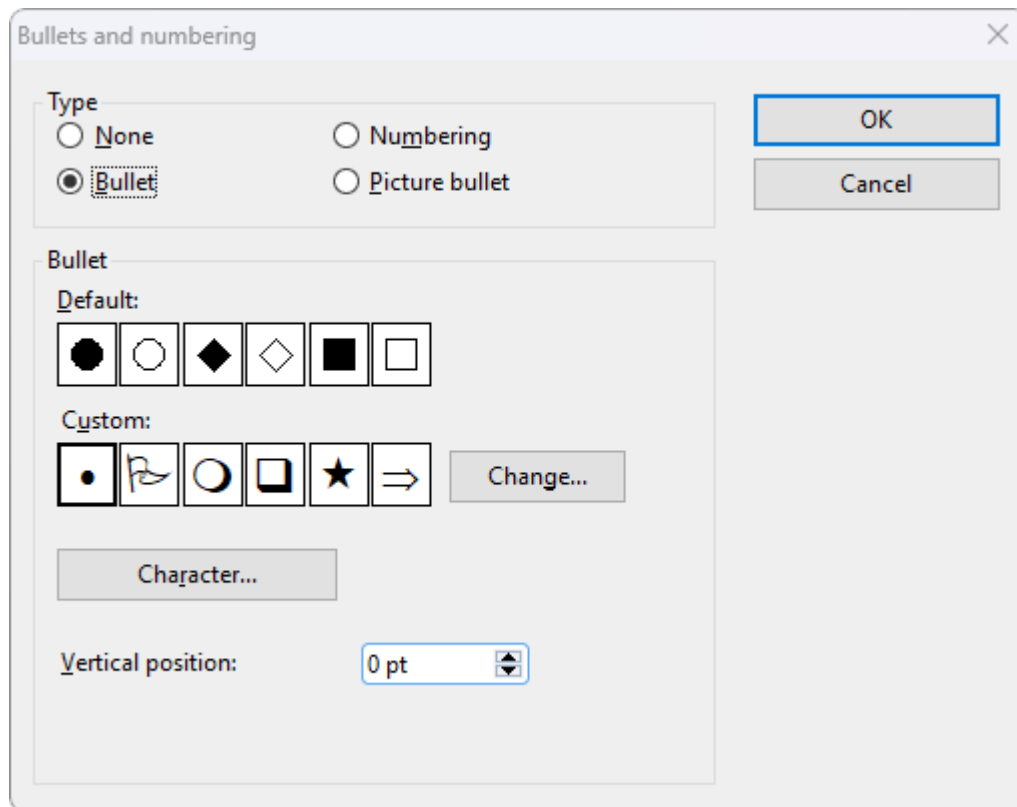 Bullets and numbering
Type
None
Numbering
Bullet
Picture bullet
OK
Cancel
Bullet
Default:
Custom:
Change...
Character...
Vertical position:
0 pt